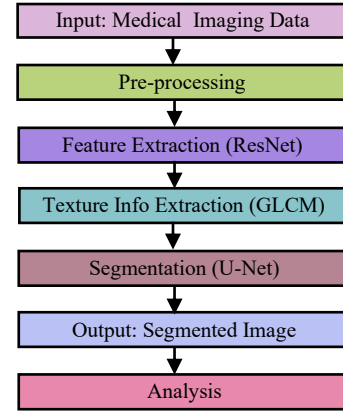 Input: Medical Imaging Data
Pre-processing
Feature Extraction (ResNet)
Texture Info Extraction (GLCM)
Segmentation (U-Net)
Output: Segmented Image
Analysis